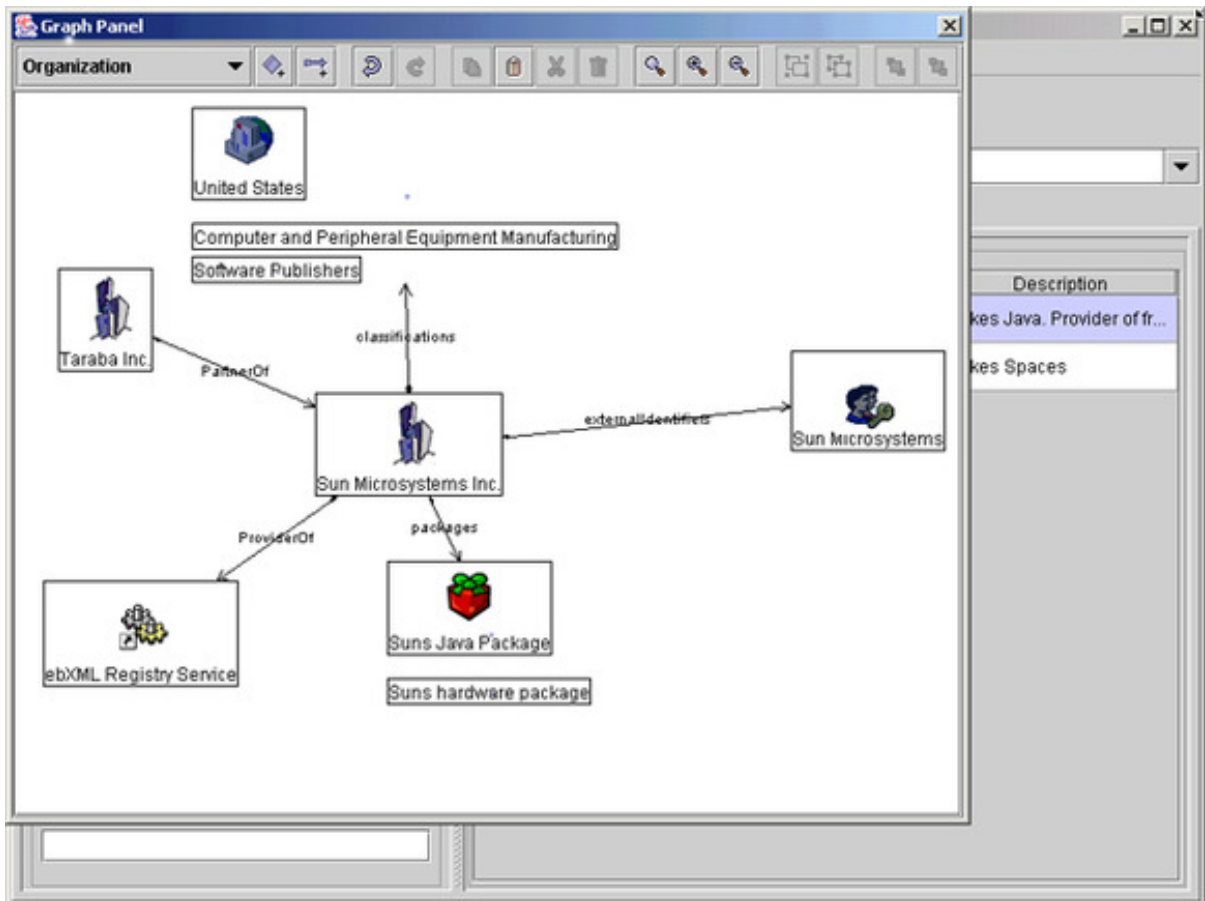 Graph Panel
Organization
United States
Computer and Peripheral Equipment Manufacturing
Software Publishers
Description
kes Java. Provider of fr...
Taraba Inc.
classifications
kes Spaces
PartnerOf
externalIdentifiers
Sun Microsystems
Sun Microsystems Inc.
packages
ProviderOf
Suns Java Package
ebXML Registry Service
Suns hardware package